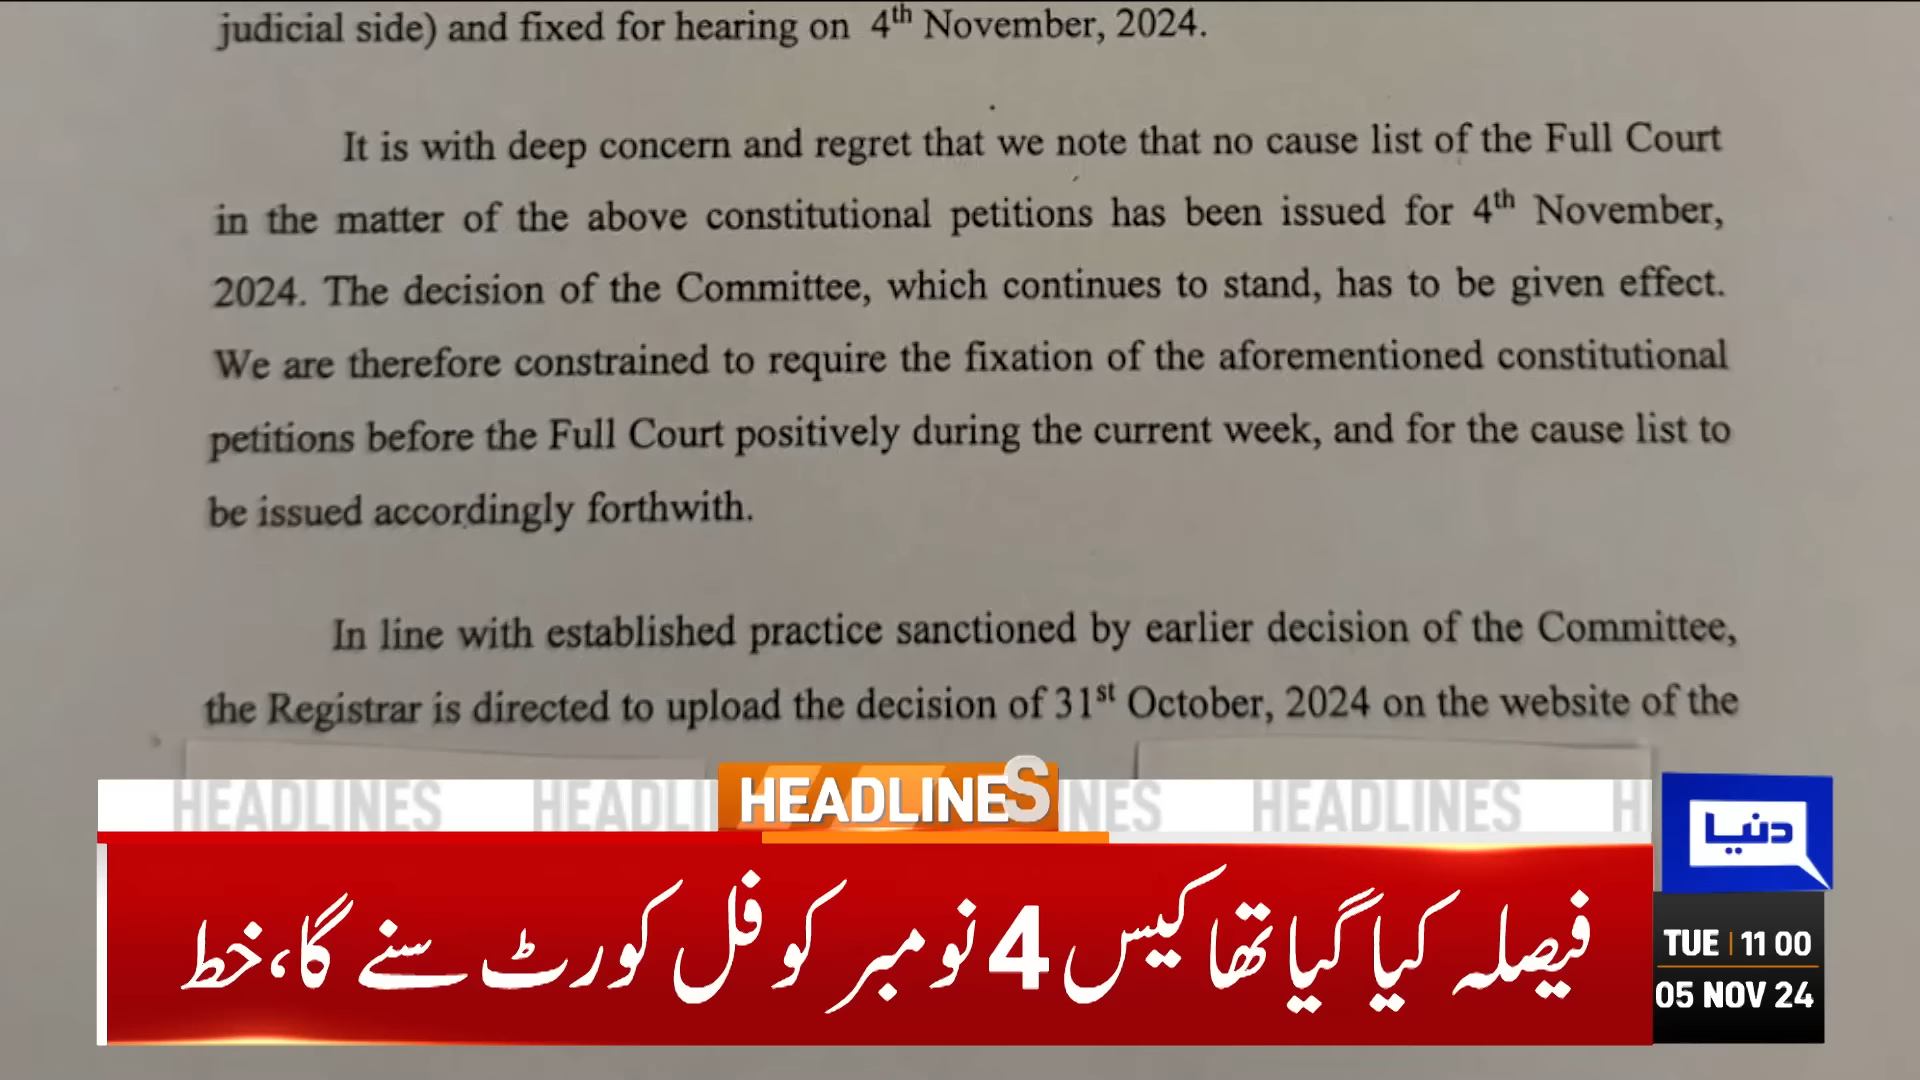 judicial side) and fixed for hearing on 4th November, 2024.
It is with deep concern and regret that we note that no cause list of the Full Court
in the matter of the above constitutional petitions has been issued for 4th November,
2024. The decision of the Committee, which continues to stand, has to be given effect.
We are therefore constrained to require the fixation of the aforementioned constitutional
petitions before the Full Court positively during the current week, and for the cause list to
be issued accordingly forthwith.
In line with established practice sanctioned by earlier decision of the Committee,
the Registrar is directed to upload the decision of 31st October, 2024 on the website of the
HEADLINES HEADLI HEADLINES NES HEADLINES H
دنیا
فیصلہ کیا گیا تھا کیس 4 نومبر کو فل کورٹ سنے گا، خط
TUE | 11 00
05 NOV 24